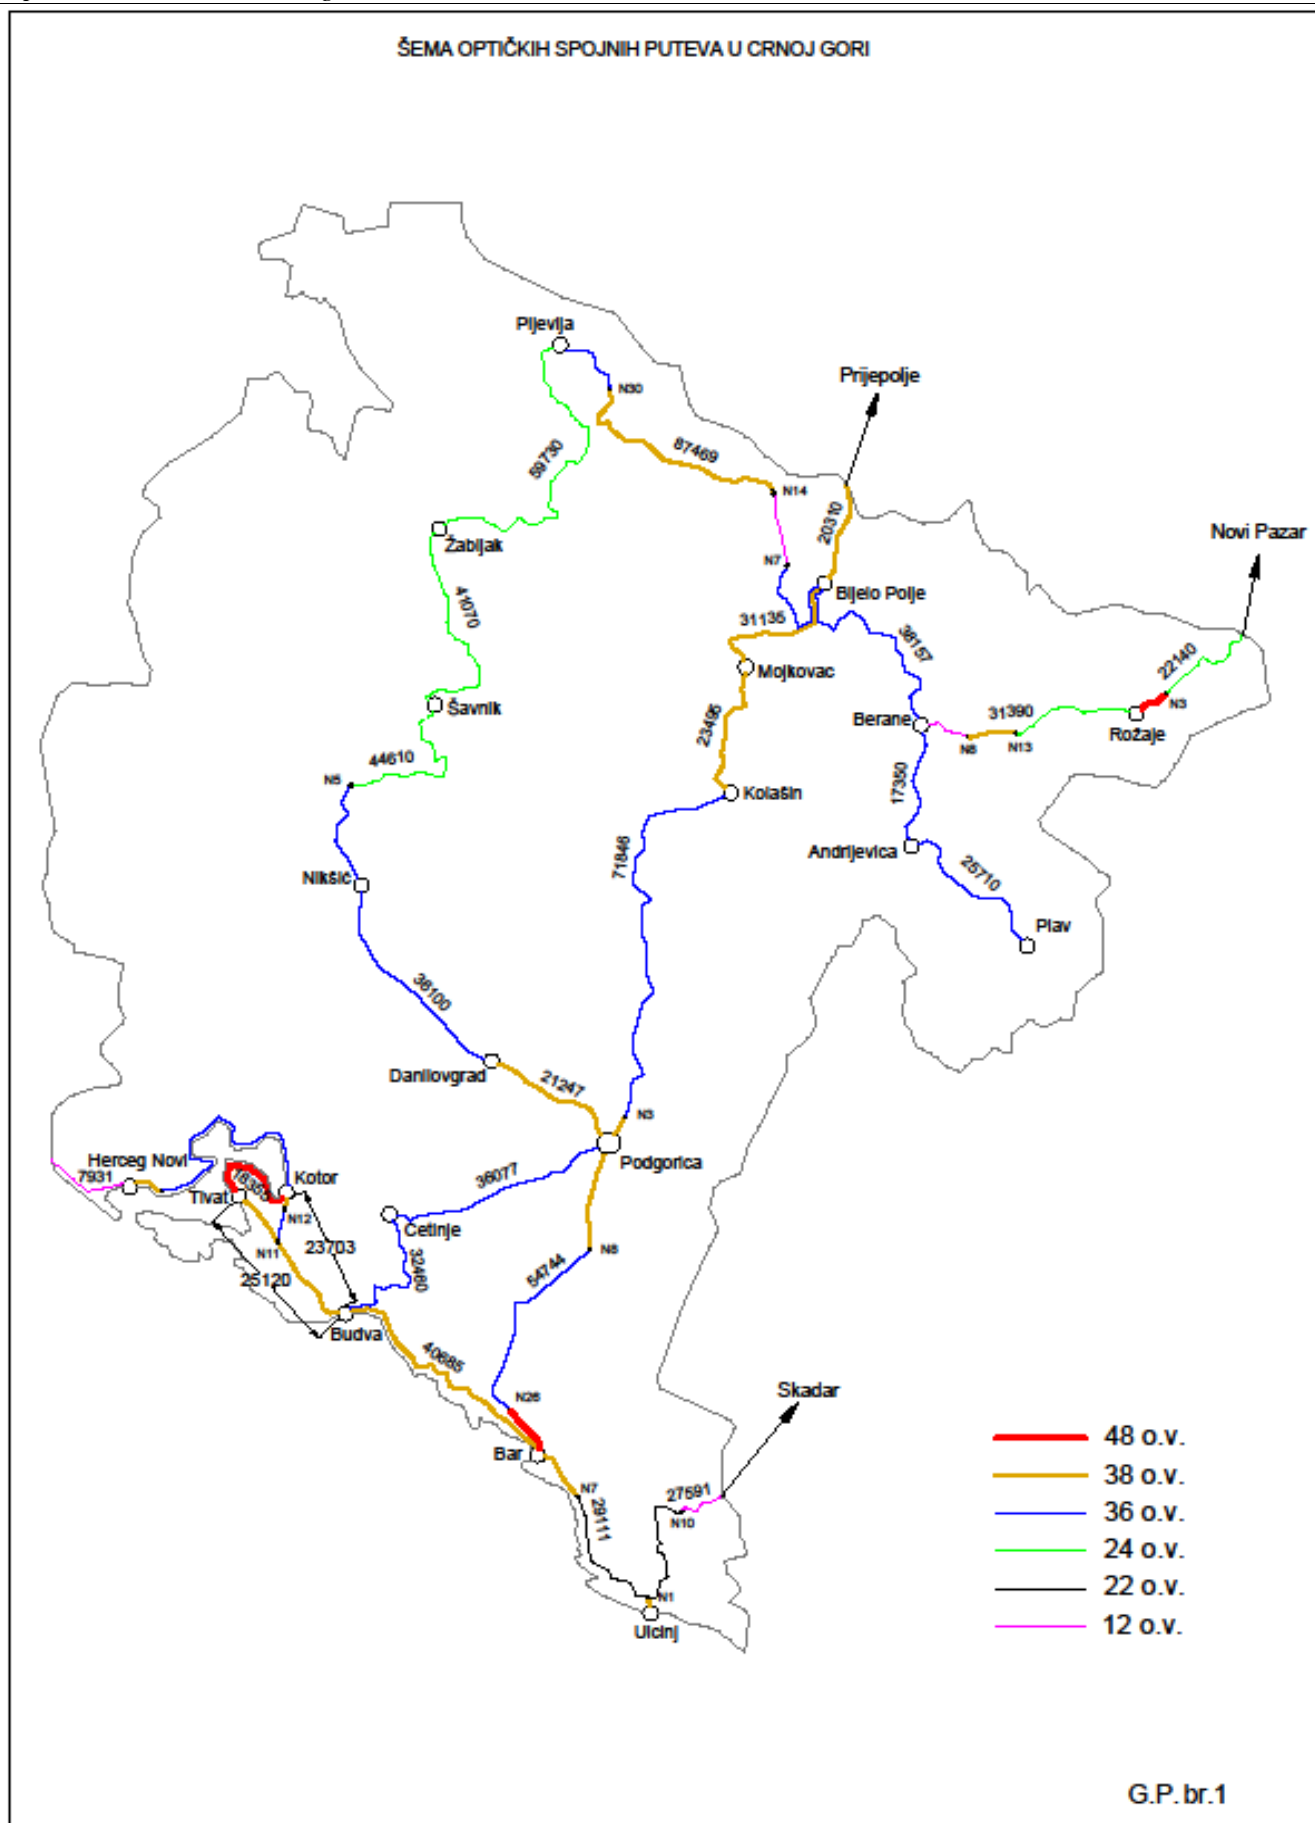 ŠEMA OPTIČKIH SPOJNIH PUTEVA U CRNOJ GORI
Pljevlja
N30
Prijepolje
87469
59730
N14
20310
Novi Pazar
Žabljak
N7
Bijelo Polje
41070
31135
38157
Mojkovac
22140
Šavnik
N3
23495
Berane
31390
Rožaje
N8
N13
44610
N5
17350
Kolašin
71846
Andrijevica
25710
Nikšić
Plav
38100
Danilovgrad
21247
N3
Podgorica
Herceg Novi
7931
18355
Kotor
36077
Tivat
N12
Cetinje
N11
23703
N8
25120
32480
54744
Budva
40685
N26
Skadar
Bar
N7
29111
27691
N10
N1
Ulcinj
48 o.v.
38 o.v.
36 o.v.
24 o.v.
22 o.v.
12 o.v.
G.P. br.1